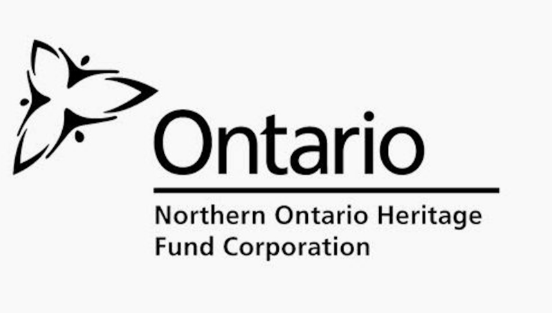 Ontario
Northern Ontario Heritage
Fund Corporation